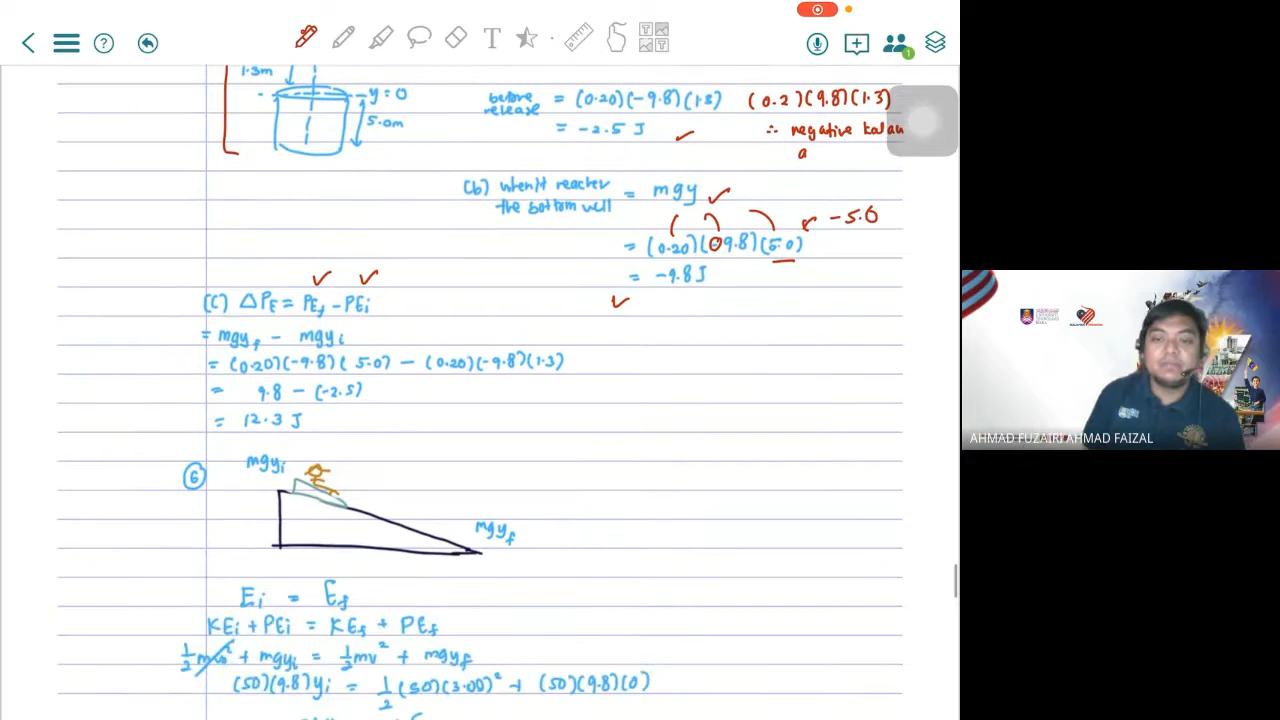 1.3m
y=0
5.0m
before release = (0.20)(-9.8)(1.3)
= -2.5 J
(0.2)(9.8)(1.3)
∴ negative kalau
a
(b) when it reaches the bottom well = mgy
-5.0
= (0.20)(-9.8)(5.0)
= -9.8J
(c) ΔPE = PEf - PEi
= mgyf - mgyi
= (0.20)(-9.8)(5.0) - (0.20)(-9.8)(1.3)
= 9.8 - (-2.5)
= 12.3 J
6
mgyi
mgyf
Ei = Ef
KEi + PEi = KEf + PEf
+ mgyi = 1/2mv² + mgyf
(50)(9.8)yi = 1/2(50)(3.00)² + (50)(9.8)(0)
AHMAD FUZAIRI AHMAD FAIZAL